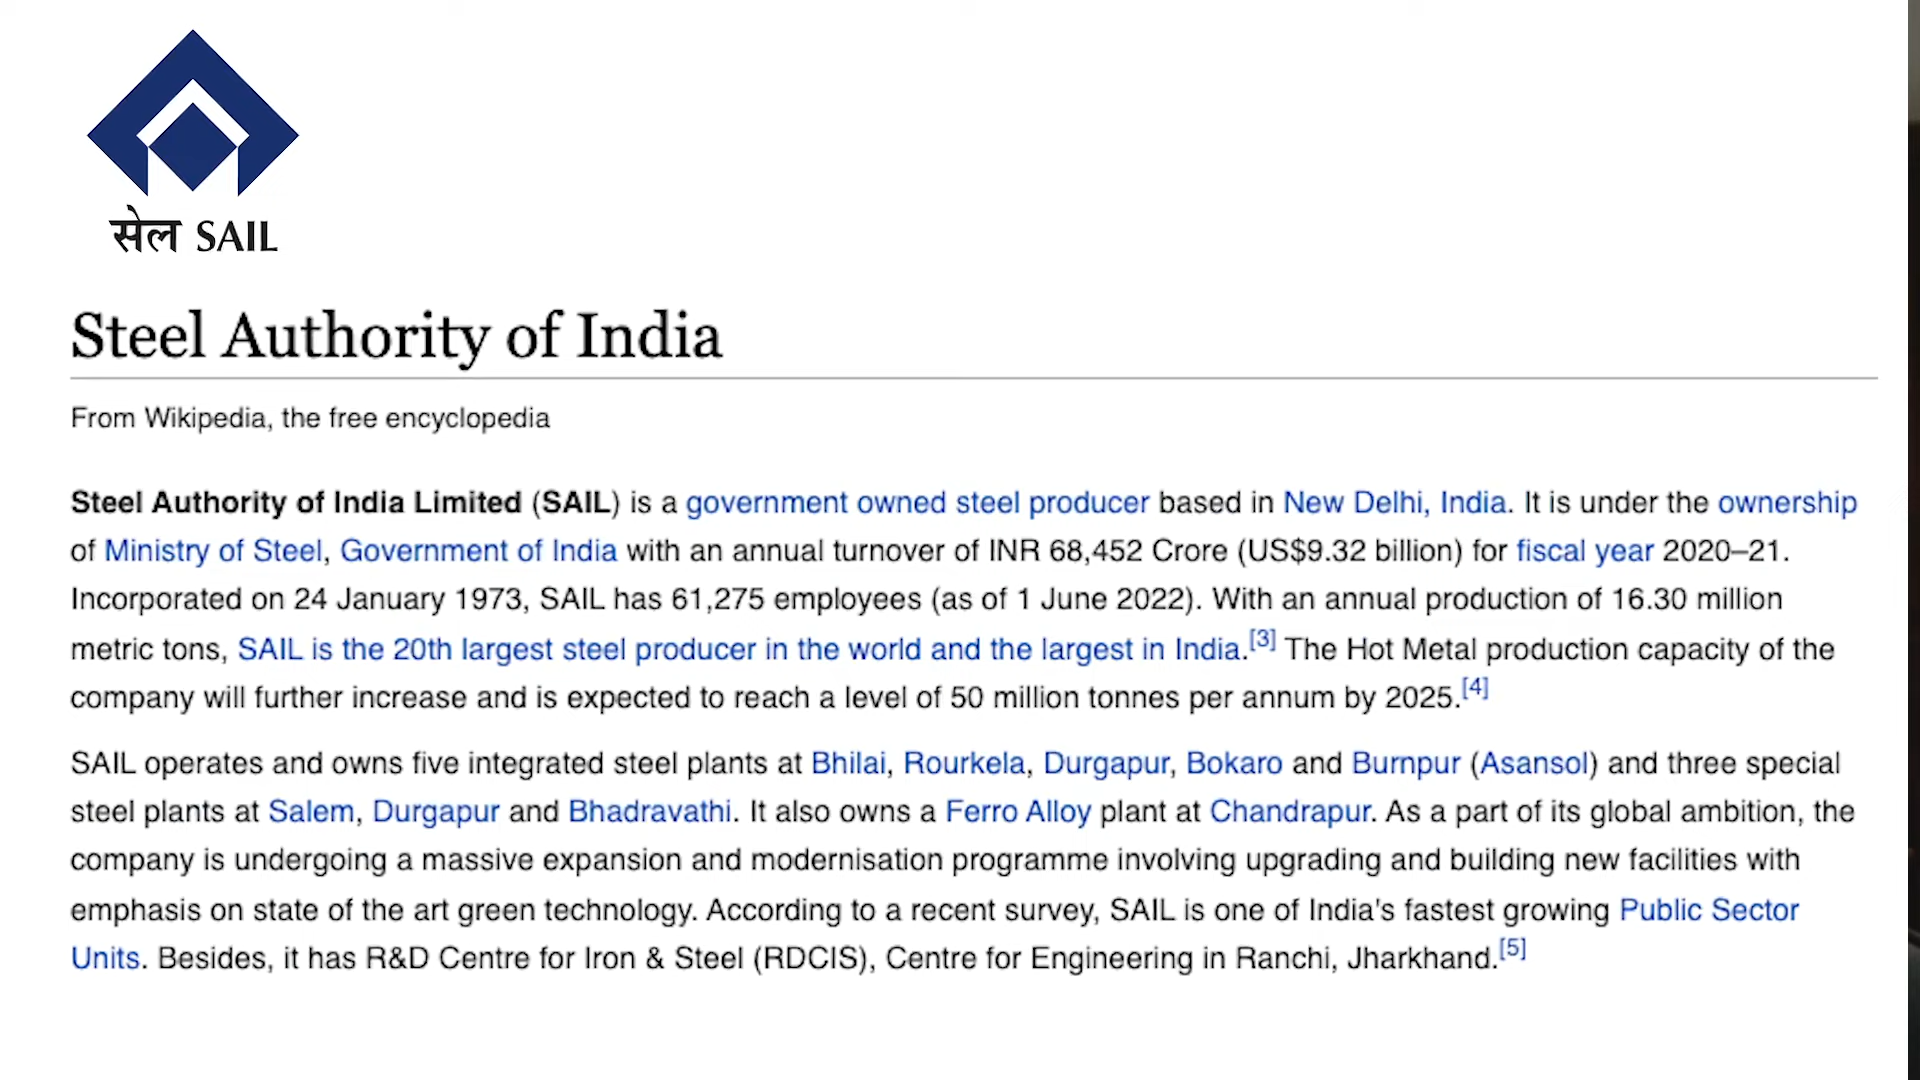 सेल SAIL
Steel Authority of India
From Wikipedia, the free encyclopedia
Steel Authority of India Limited (SAIL) is a government owned steel producer based in New Delhi, India. It is under the ownership
of Ministry of Steel, Government of India with an annual turnover of INR 68,452 Crore (US$9.32 billion) for fiscal year 2020–21.
Incorporated on 24 January 1973, SAIL has 61,275 employees (as of 1 June 2022). With an annual production of 16.30 million
metric tons, SAIL is the 20th largest steel producer in the world and the largest in India.[3] The Hot Metal production capacity of the
company will further increase and is expected to reach a level of 50 million tonnes per annum by 2025.[4]
SAIL operates and owns five integrated steel plants at Bhilai, Rourkela, Durgapur, Bokaro and Burnpur (Asansol) and three special
steel plants at Salem, Durgapur and Bhadravathi. It also owns a Ferro Alloy plant at Chandrapur. As a part of its global ambition, the
company is undergoing a massive expansion and modernisation programme involving upgrading and building new facilities with
emphasis on state of the art green technology. According to a recent survey, SAIL is one of India's fastest growing Public Sector
Units. Besides, it has R&D Centre for Iron & Steel (RDCIS), Centre for Engineering in Ranchi, Jharkhand.[5]